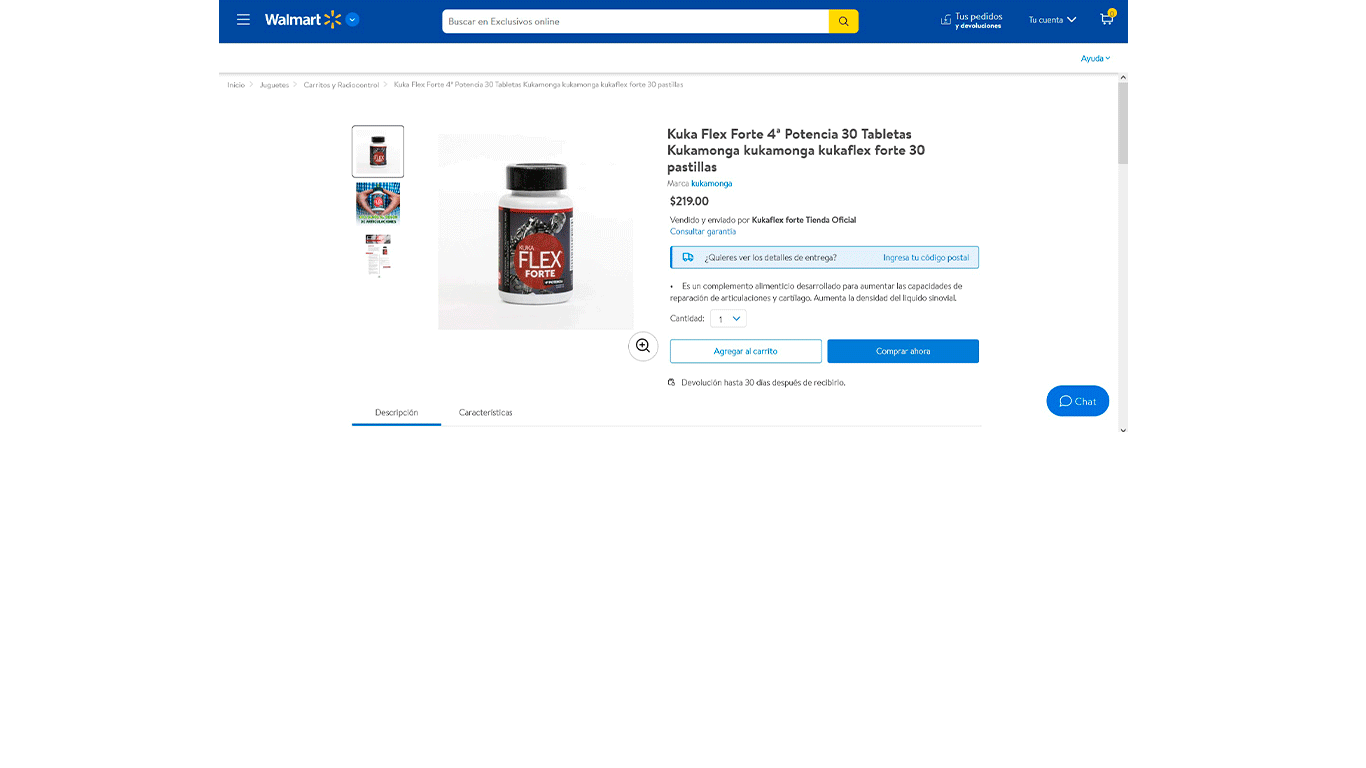 Walmart
Buscar en Exclusivos online
Tus pedidos
y devoluciones
Tu cuenta
0
Ayuda
Inicio > Juguetes > Carritos y Radiocontrol > Kuka Flex Forte 4ª Potencia 30 Tabletas Kukamonga kukamonga kukaflex forte 30 pastillas
KUKA
FLEX
FORTE
Kuka Flex Forte 4ª Potencia 30 Tabletas
Kukamonga kukamonga kukaflex forte 30
pastillas
Marca kukamonga
$219.00
Vendido y enviado por Kukaflex forte Tienda Oficial
Consultar garantía
¿Quieres ver los detalles de entrega? Ingresa tu código postal
• Es un complemento alimenticio desarrollado para aumentar las capacidades de
reparación de articulaciones y cartílago. Aumenta la densidad del líquido sinovial.
Cantidad: 1
Agregar al carrito
Comprar ahora
Devolución hasta 30 días después de recibirlo.
Chat
Descripción
Características